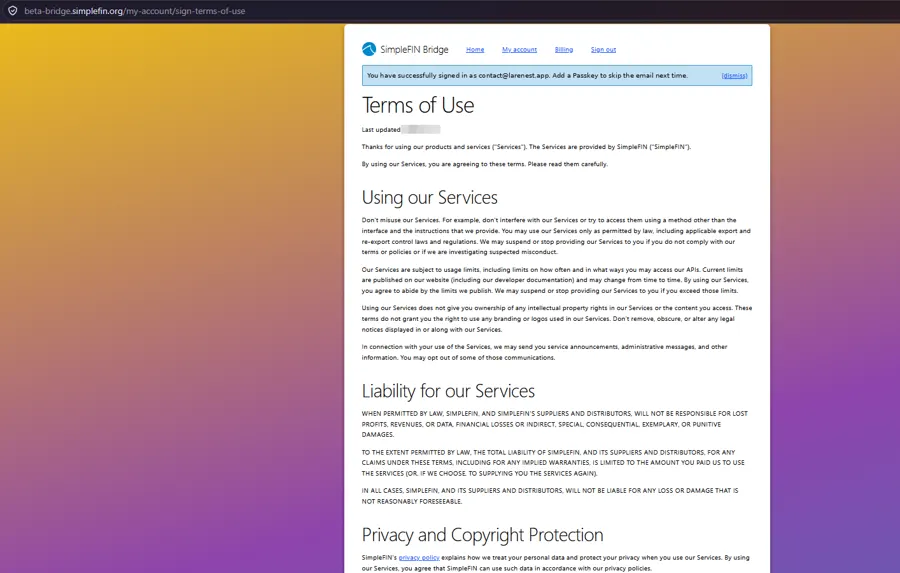 beta-bridge.simplefin.org/my-account/sign-terms-of-use
SimpleFIN Bridge Home My account Billing Sign out
You have successfully signed in as contact@larenest.app. Add a Passkey to skip the email next time. (dismiss)
Terms of Use
Last updated
Thanks for using our products and services ("Services"). The Services are provided by SimpleFIN ("SimpleFIN").
By using our Services, you are agreeing to these terms. Please read them carefully.
Using our Services
Don't misuse our Services. For example, don't interfere with our Services or try to access them using a method other than the
interface and the instructions that we provide. You may use our Services only as permitted by law, including applicable export and
re-export control laws and regulations. We may suspend or stop providing our Services to you if you do not comply with our
terms or policies or if we are investigating suspected misconduct.
Our Services are subject to usage limits, including limits on how often and in what ways you may access our APIs. Current limits
are published on our website (including our developer documentation) and may change from time to time. By using our Services,
you agree to abide by the limits we publish. We may suspend or stop providing our Services to you if you exceed those limits.
Using our Services does not give you ownership of any intellectual property rights in our Services or the content you access. These
terms do not grant you the right to use any branding or logos used in our Services. Don't remove, obscure, or alter any legal
notices displayed in or along with our Services.
In connection with your use of the Services, we may send you service announcements, administrative messages, and other
information. You may opt out of some of those communications.
Liability for our Services
WHEN PERMITTED BY LAW, SIMPLEFIN, AND SIMPLEFIN'S SUPPLIERS AND DISTRIBUTORS, WILL NOT BE RESPONSIBLE FOR LOST
PROFITS, REVENUES, OR DATA, FINANCIAL LOSSES OR INDIRECT, SPECIAL, CONSEQUENTIAL, EXEMPLARY, OR PUNITIVE
DAMAGES.
TO THE EXTENT PERMITTED BY LAW, THE TOTAL LIABILITY OF SIMPLEFIN, AND ITS SUPPLIERS AND DISTRIBUTORS, FOR ANY
CLAIMS UNDER THESE TERMS, INCLUDING FOR ANY IMPLIED WARRANTIES, IS LIMITED TO THE AMOUNT YOU PAID US TO USE
THE SERVICES (OR, IF WE CHOOSE, TO SUPPLYING YOU THE SERVICES AGAIN).
IN ALL CASES, SIMPLEFIN, AND ITS SUPPLIERS AND DISTRIBUTORS, WILL NOT BE LIABLE FOR ANY LOSS OR DAMAGE THAT IS
NOT REASONABLY FORESEEABLE.
Privacy and Copyright Protection
SimpleFIN's privacy policy explains how we treat your personal data and protect your privacy when you use our Services. By using
our Services, you agree that SimpleFIN can use such data in accordance with our privacy policies.